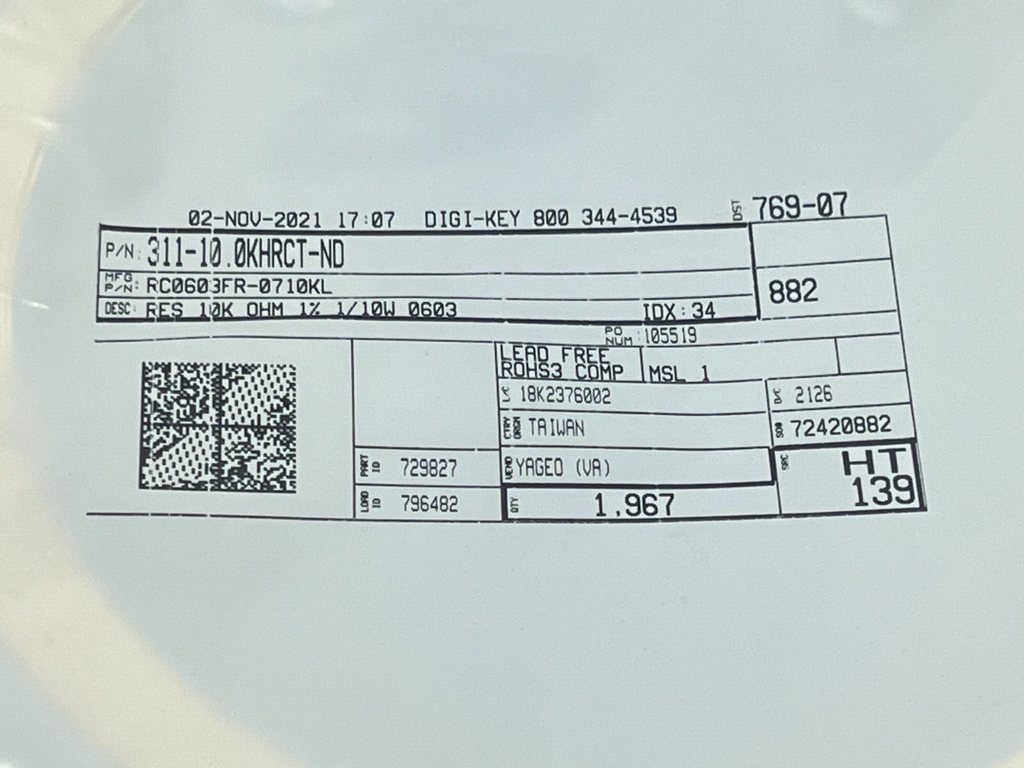 02-NOV-2021 17:07 DIGI-KEY 800 344-4539 DST 769-07
P/N: 311-10.0KHRCT-ND
MFG P/N: RC0603FR-0710KL
882
DESC: RES 10K OHM 1% 1/10W 0603 IDX: 34
PO NUM: 105519
LEAD FREE
ROHS3 COMP MSL 1
L/C 18K2376002 D/C 2126
CTRY ORGN TAIWAN SO# 72420882
PART ID 729827 VEND YAGEO (VA) SRC HT
LOAD ID 796482 QTY 1,967 139